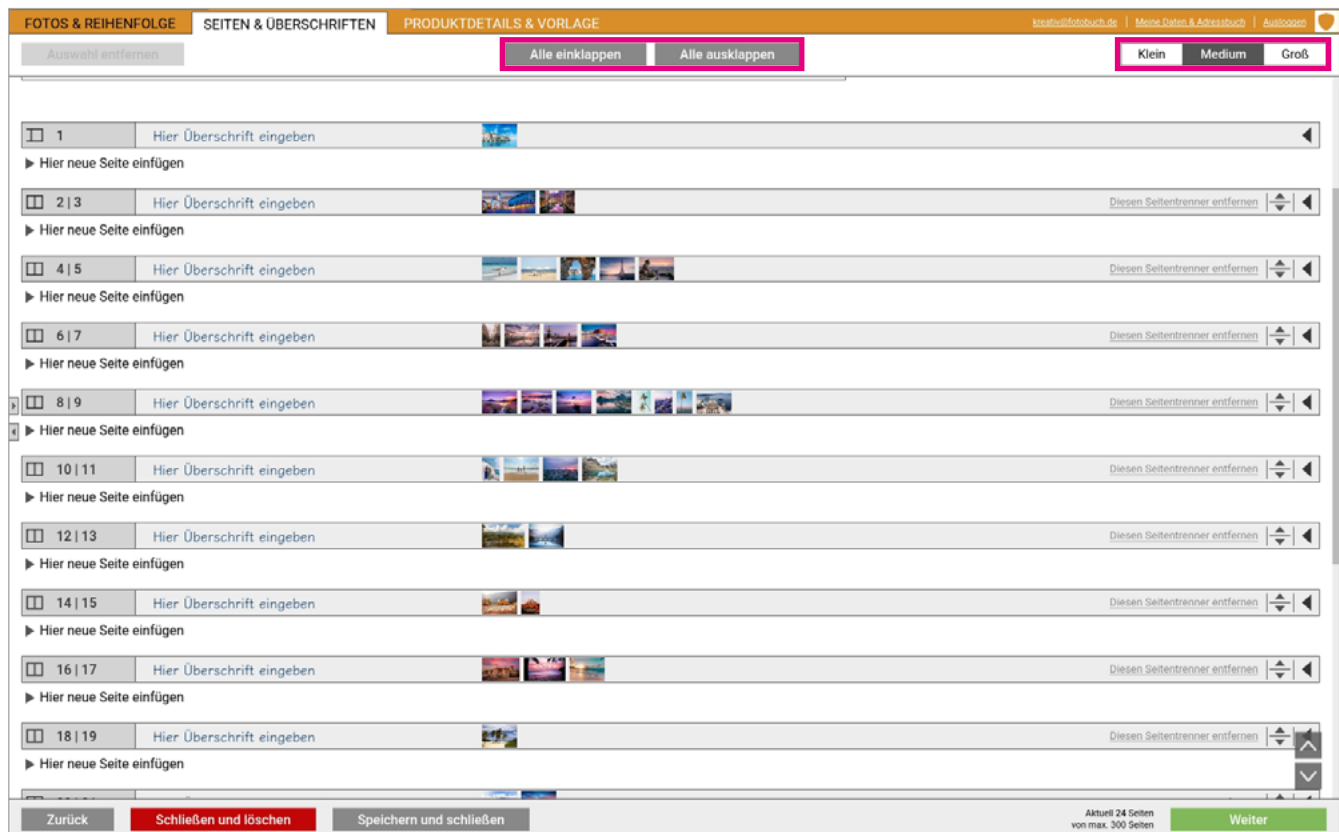 FOTOS & REIHENFOLGE SEITEN & ÜBERSCHRIFTEN PRODUKTDETAILS & VORLAGE kreativ@fotobuch.de | Meine Daten & Adressbuch | Ausloggen
Auswahl entfernen Alle einklappen Alle ausklappen Klein Medium Groß
1 Hier Überschrift eingeben
Hier neue Seite einfügen
2 | 3 Hier Überschrift eingeben Diesen Seitentrenner entfernen
Hier neue Seite einfügen
4 | 5 Hier Überschrift eingeben Diesen Seitentrenner entfernen
Hier neue Seite einfügen
6 | 7 Hier Überschrift eingeben Diesen Seitentrenner entfernen
Hier neue Seite einfügen
8 | 9 Hier Überschrift eingeben Diesen Seitentrenner entfernen
Hier neue Seite einfügen
10 | 11 Hier Überschrift eingeben Diesen Seitentrenner entfernen
Hier neue Seite einfügen
12 | 13 Hier Überschrift eingeben Diesen Seitentrenner entfernen
Hier neue Seite einfügen
14 | 15 Hier Überschrift eingeben Diesen Seitentrenner entfernen
Hier neue Seite einfügen
16 | 17 Hier Überschrift eingeben Diesen Seitentrenner entfernen
Hier neue Seite einfügen
18 | 19 Hier Überschrift eingeben Diesen Seitentrenner entfernen
Hier neue Seite einfügen
Zurück Schließen und löschen Speichern und schließen Aktuell 24 Seiten
von max. 300 Seiten Weiter